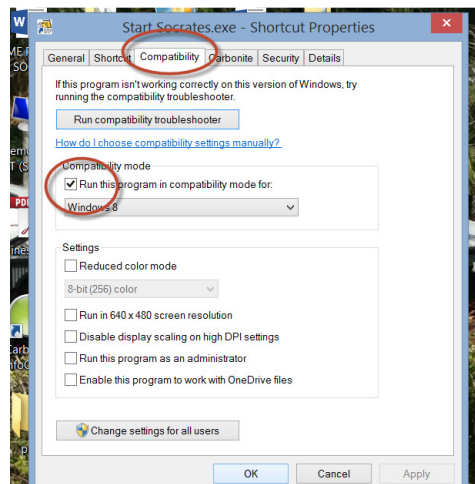 Start Socrates.exe - Shortcut Properties
General Shortcut Compatibility Carbonite Security Details
If this program isn't working correctly on this version of Windows, try
running the compatibility troubleshooter.
Run compatibility troubleshooter
How do I choose compatibility settings manually?
Compatibility mode
Run this program in compatibility mode for:
Windows 8
Settings
Reduced color mode
8-bit (256) color
Run in 640 x 480 screen resolution
Disable display scaling on high DPI settings
Run this program as an administrator
Enable this program to work with OneDrive files
Change settings for all users
OK Cancel Apply